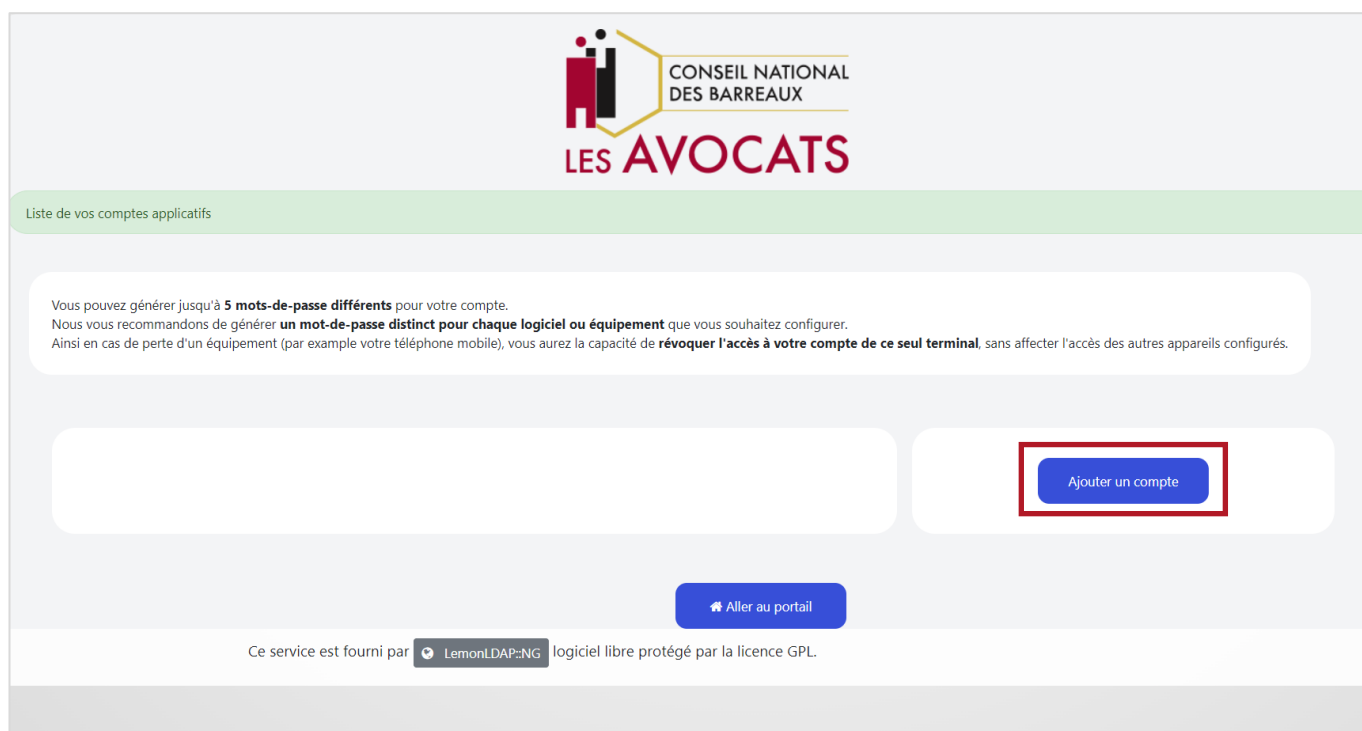 CONSEIL NATIONAL
DES BARREAUX
LES AVOCATS
Liste de vos comptes applicatifs
Vous pouvez générer jusqu'à 5 mots-de-passe différents pour votre compte.
Nous vous recommandons de générer un mot-de-passe distinct pour chaque logiciel ou équipement que vous souhaitez configurer.
Ainsi en cas de perte d'un équipement (par exemple votre téléphone mobile), vous aurez la capacité de révoquer l'accès à votre compte de ce seul terminal, sans affecter l'accès des autres appareils configurés.
Ajouter un compte
Aller au portail
Ce service est fourni par LemonLDAP::NG logiciel libre protégé par la licence GPL.